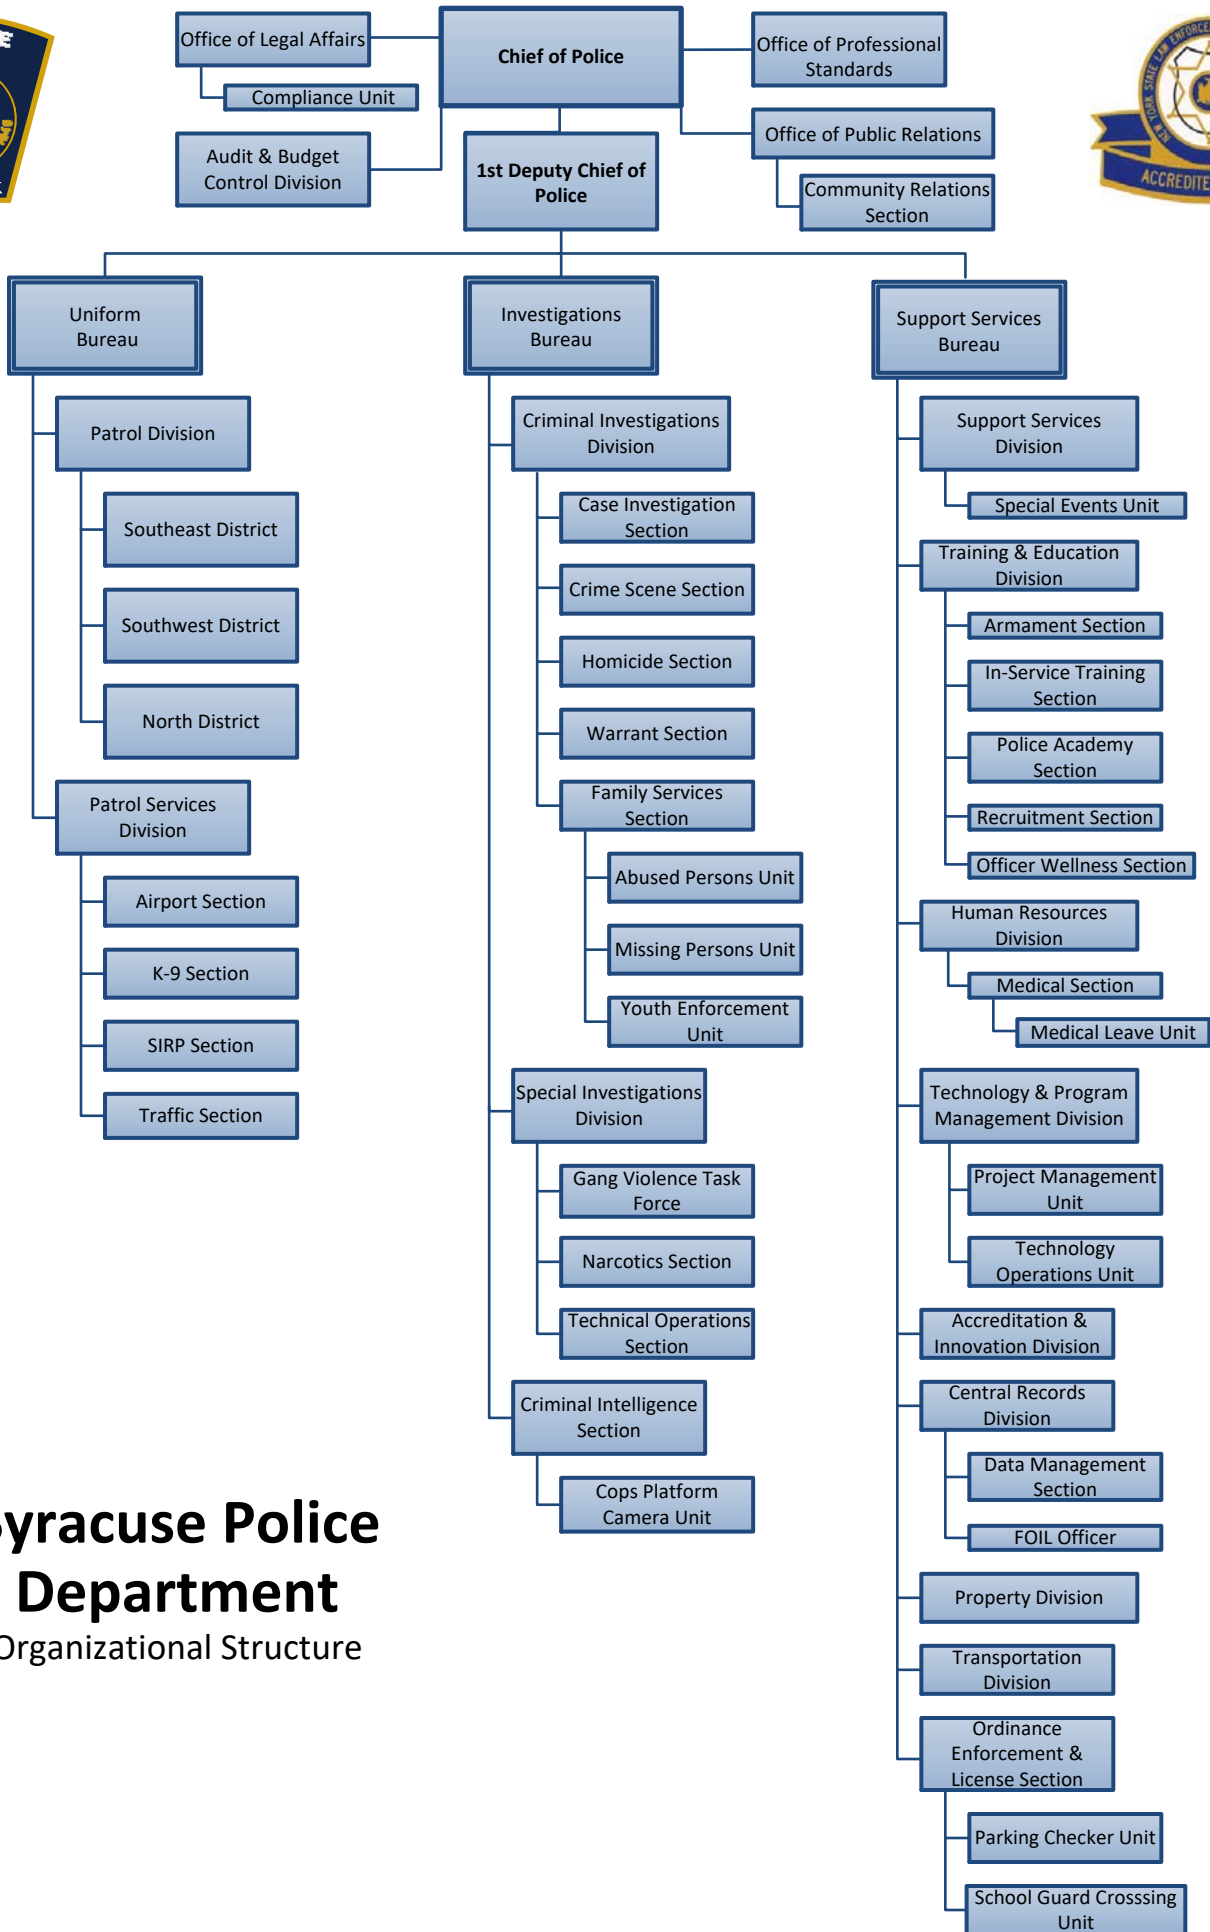 Office of Legal Affairs
Compliance Unit
Audit & Budget
Control Division
Chief of Police
1st Deputy Chief of
Police
Office of Professional
Standards
Office of Public Relations
Community Relations
Section
NEW YORK STATE LAW ENFORCE
ACCREDITE
Uniform
Bureau
Patrol Division
Southeast District
Southwest District
North District
Patrol Services
Division
Airport Section
K-9 Section
SIRP Section
Traffic Section
Investigations
Bureau
Criminal Investigations
Division
Case Investigation
Section
Crime Scene Section
Homicide Section
Warrant Section
Family Services
Section
Abused Persons Unit
Missing Persons Unit
Youth Enforcement
Unit
Special Investigations
Division
Gang Violence Task
Force
Narcotics Section
Technical Operations
Section
Criminal Intelligence
Section
Cops Platform
Camera Unit
Support Services
Bureau
Support Services
Division
Special Events Unit
Training & Education
Division
Armament Section
In-Service Training
Section
Police Academy
Section
Recruitment Section
Officer Wellness Section
Human Resources
Division
Medical Section
Medical Leave Unit
Technology & Program
Management Division
Project Management
Unit
Technology
Operations Unit
Accreditation &
Innovation Division
Central Records
Division
Data Management
Section
FOIL Officer
Property Division
Transportation
Division
Ordinance
Enforcement &
License Section
Parking Checker Unit
School Guard Crosssing
Unit
Syracuse Police
Department
Organizational Structure